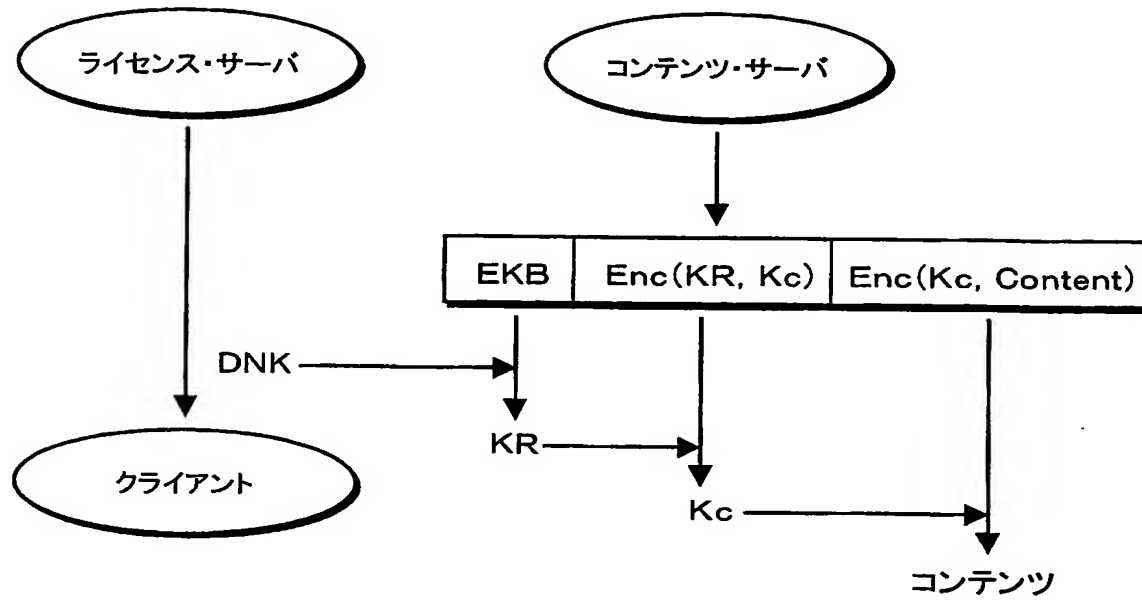 ライセンス・サーバ
コンテンツ・サーバ
EKB
Enc(KR, Kc)
Enc(Kc, Content)
DNK
KR
クライアント
Kc
コンテンツ